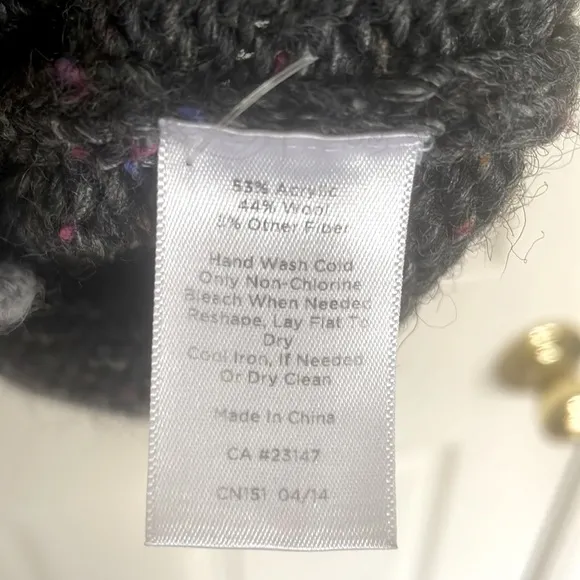 53% Acrylic
44% Wool
3% Other Fiber
Hand Wash Cold
Only Non-Chlorine
Bleach When Needed
Reshape, Lay Flat To
Dry
Cool Iron, If Needed
Or Dry Clean
Made In China
CA #23147
CN151 04/14